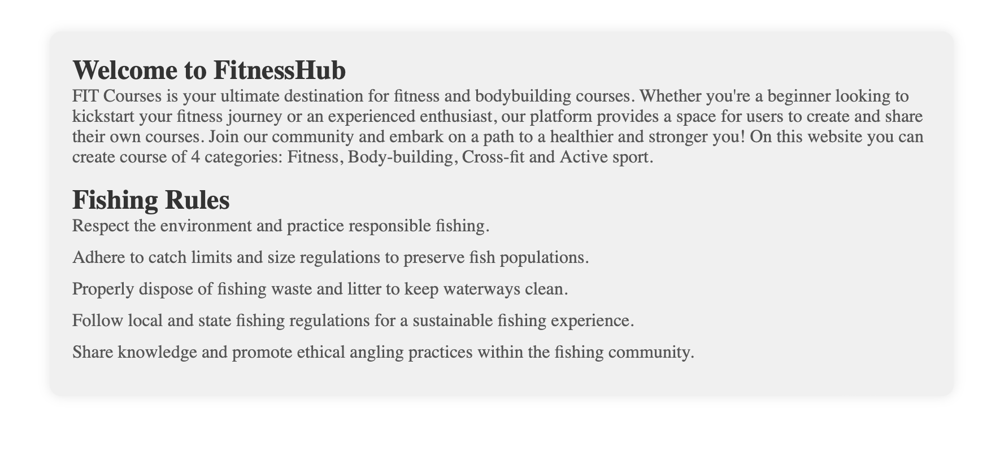 Welcome to FitnessHub
FIT Courses is your ultimate destination for fitness and bodybuilding courses. Whether you're a beginner looking to
kickstart your fitness journey or an experienced enthusiast, our platform provides a space for users to create and share
their own courses. Join our community and embark on a path to a healthier and stronger you! On this website you can
create course of 4 categories: Fitness, Body-building, Cross-fit and Active sport.
Fishing Rules
Respect the environment and practice responsible fishing.
Adhere to catch limits and size regulations to preserve fish populations.
Properly dispose of fishing waste and litter to keep waterways clean.
Follow local and state fishing regulations for a sustainable fishing experience.
Share knowledge and promote ethical angling practices within the fishing community.